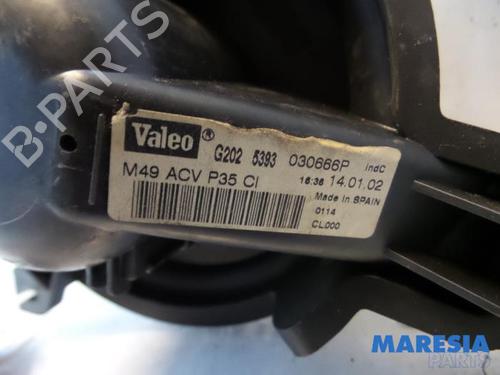 B-PARTS
Valeo ® G202 5393 030666P indC
M49 ACV P35 CI 16:36 14.01.02
Made in SPAIN
0114
CL000
MARESIA
PARTS